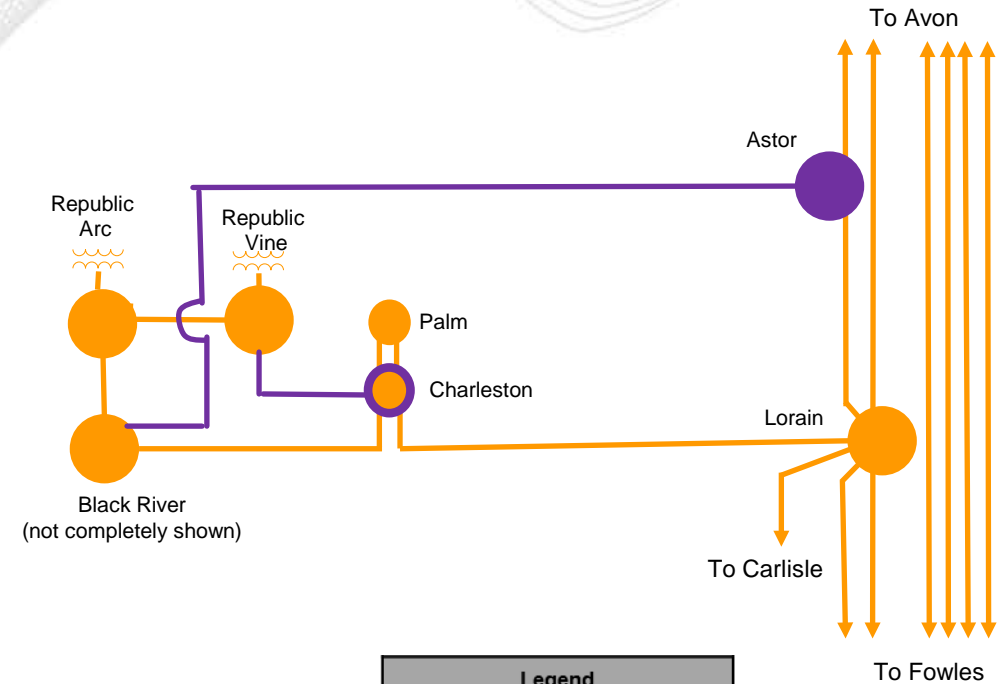 To Avon
Astor
Republic
Arc
Republic
Vine
Palm
Charleston
Lorain
Black River
(not completely shown)
To Carlisle
To Fowles
Legend